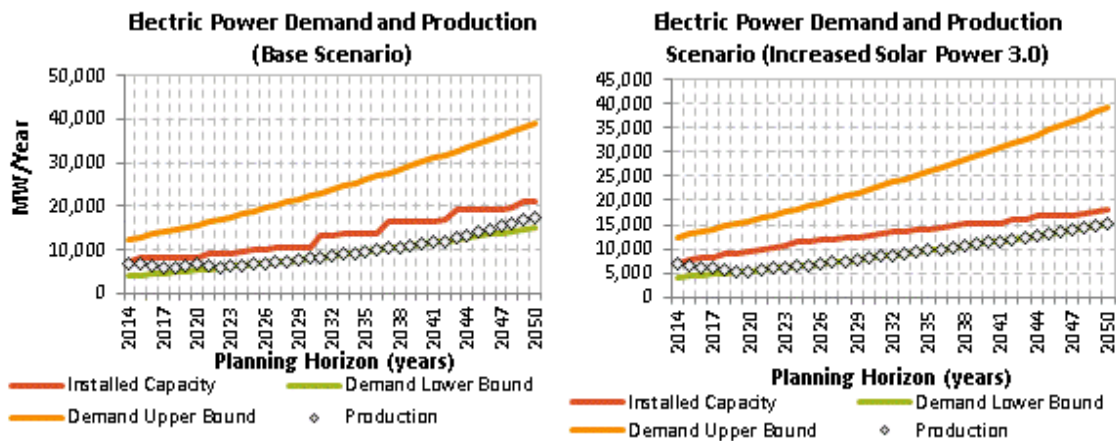 Electric Power Demand and Production
(Base Scenario)
50,000
40,000
30,000
20,000
10,000
0
MW/Year
2014
2017
2020
2023
2026
2029
2032
2035
2038
2041
2044
2047
2050
Planning Horizon (years)
Installed Capacity
Demand Lower Bound
Demand Upper Bound
Production
Electric Power Demand and Production
Scenario (Increased Solar Power 3.0)
45,000
40,000
35,000
30,000
25,000
20,000
15,000
10,000
5,000
0
2014
2017
2020
2023
2026
2029
2032
2035
2038
2041
2044
2047
2050
Planning Horizon (years)
Installed Capacity
Demand Lower Bound
Demand Upper Bound
Production